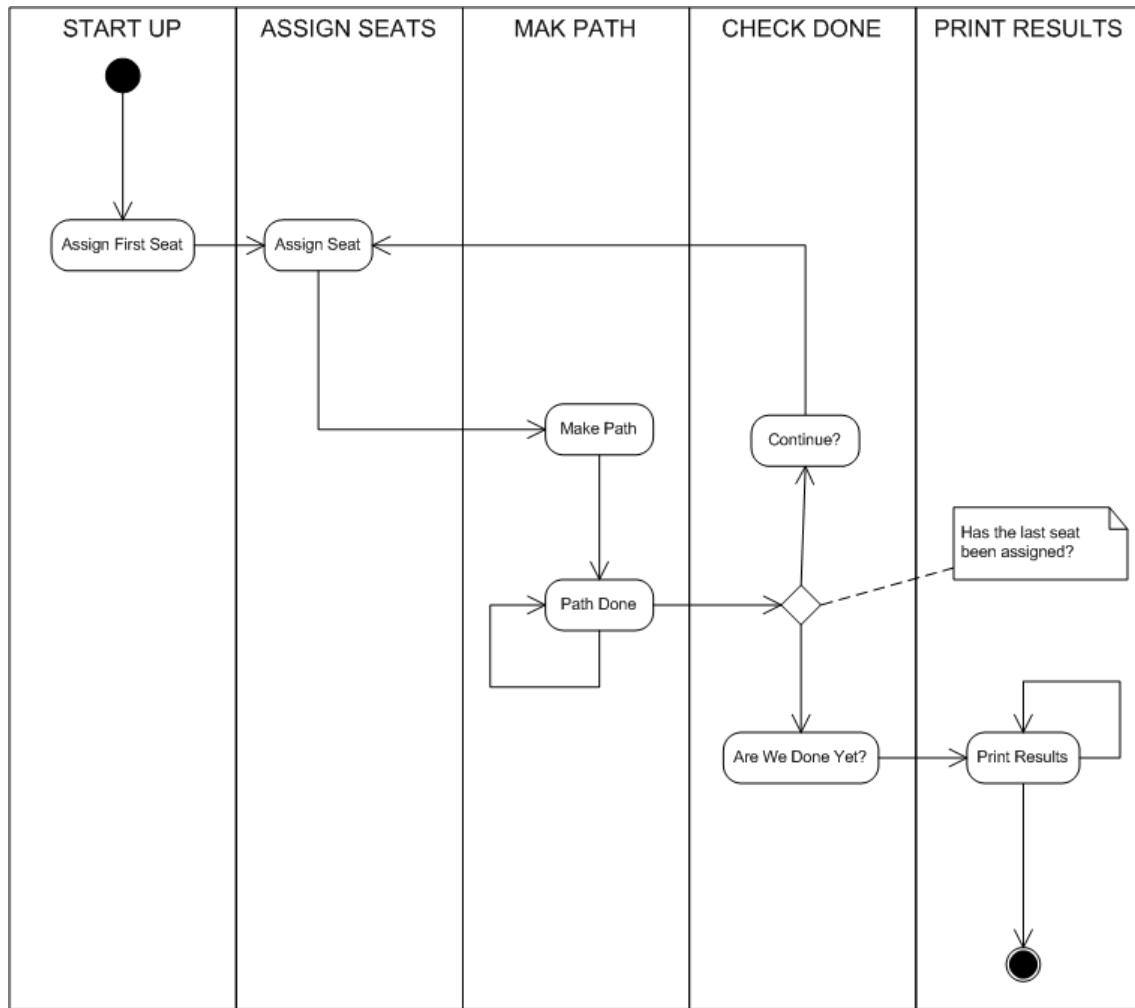 START UP
ASSIGN SEATS
MAK PATH
CHECK DONE
PRINT RESULTS
Assign First Seat
Assign Seat
Make Path
Continue?
Has the last seat
been assigned?
Path Done
Are We Done Yet?
Print Results